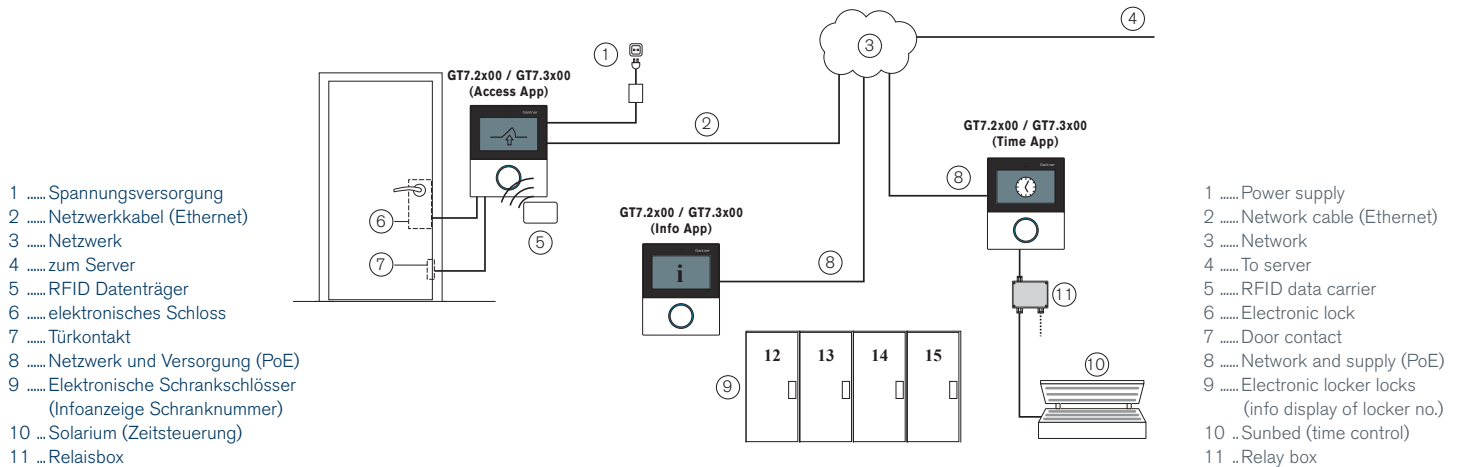 1 ...... Spannungsversorgung
2 ...... Netzwerkkabel (Ethernet)
3 ...... Netzwerk
4 ...... zum Server
5 ...... RFID Datenträger
6 ...... elektronisches Schloss
7 ...... Türkontakt
8 ...... Netzwerk und Versorgung (PoE)
9 ...... Elektronische Schrankschlösser
(Infoanzeige Schranknummer)
10 ... Solarium (Zeitsteuerung)
11 ... Relaisbox
GT7.2x00 / GT7.3x00
(Access App)
Gantner
1
2
3
4
5
6
7
GT7.2x00 / GT7.3x00
(Info App)
Gantner
i
8
GT7.2x00 / GT7.3x00
(Time App)
Gantner
8
11
10
9
12 13 14 15
1 ...... Power supply
2 ...... Network cable (Ethernet)
3 ...... Network
4 ...... To server
5 ...... RFID data carrier
6 ...... Electronic lock
7 ...... Door contact
8 ...... Network and supply (PoE)
9 ...... Electronic locker locks
(info display of locker no.)
10 .. Sunbed (time control)
11 .. Relay box